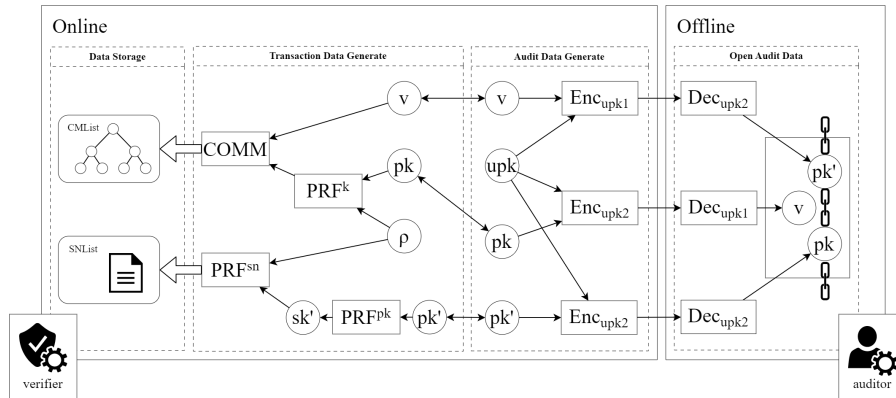 Online
Offline
Data Storage
Transaction Data Generate
Audit Data Generate
Open Audit Data
CMList
COMM
v
v
Enc_upk1
Dec_upk2
PRF^k
pk
upk
pk'
ρ
pk
Enc_upk2
Dec_upk1
v
pk
SNList
PRF^sn
sk'
PRF^pk
pk'
pk'
Enc_upk2
Dec_upk2
verifier
auditor